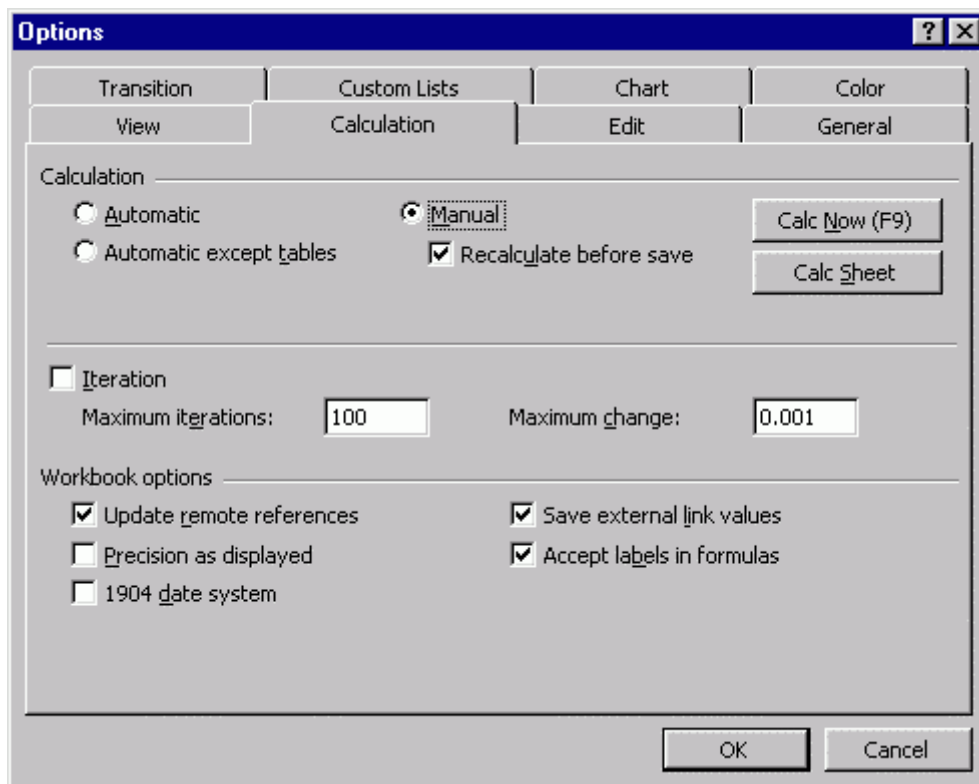 Options
Transition Custom Lists Chart Color
View Calculation Edit General
Calculation
Automatic Manual Calc Now (F9)
Automatic except tables Recalculate before save Calc Sheet
Iteration
Maximum iterations: 100 Maximum change: 0.001
Workbook options
Update remote references Save external link values
Precision as displayed Accept labels in formulas
1904 date system
OK Cancel